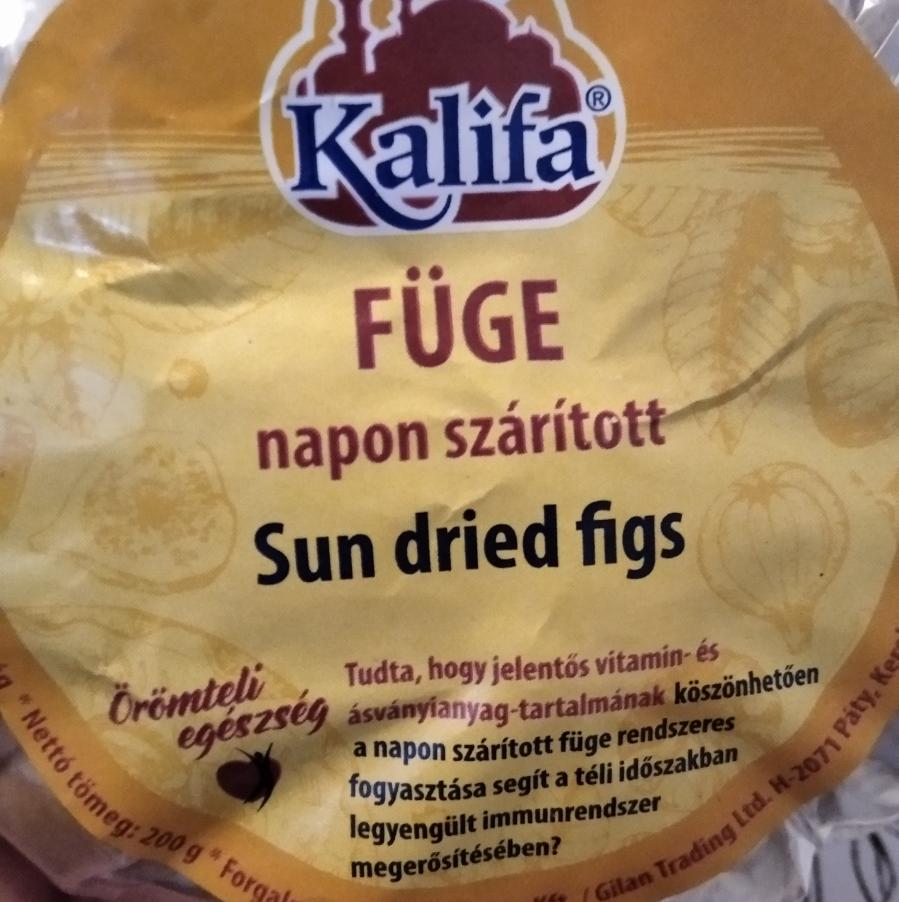 Kalifa®
FÜGE
napon szárított
Sun dried figs
Örömteli
egészség
Tudta, hogy jelentős vitamin- és
ásványianyag-tartalmának köszönhetően
a napon szárított füge rendszeres
fogyasztása segít a téli időszakban
legyengült immunrendszer
megerősítésében?
* Nettó tömeg: 200 g *
/ Gilan Trading Ltd. H-2071 Páty,